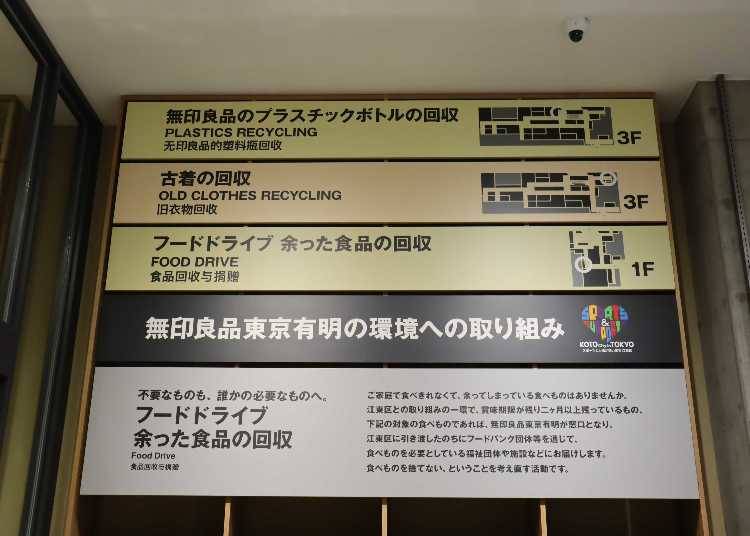 無印良品のプラスチックボトルの回収
PLASTICS RECYCLING
无印良品的塑料瓶回收
3F
古着の回収
OLD CLOTHES RECYCLING
旧衣物回收
3F
フードドライブ 余った食品の回収
FOOD DRIVE
食品回收与捐赠
1F
無印良品東京有明の環境への取り組み
SPORTS
&
KOTO City in TOKYO
不要なものも、誰かの必要なものへ。
フードドライブ
余った食品の回収
Food Drive
食品回收与捐赠
ご家庭で食べきれなくて、余ってしまっている食べものはありませんか。
江東区との取り組みの一環で、賞味期限が残り二ヶ月以上残っているもの、
下記の対象の食べものであれば、無印良品東京有明が窓口となり、
江東区に引き渡したのちにフードバンク団体等を通じて、
食べものを必要としている福祉団体や施設などにお届けします。
食べものを捨てない、ということを考え直す活動です。